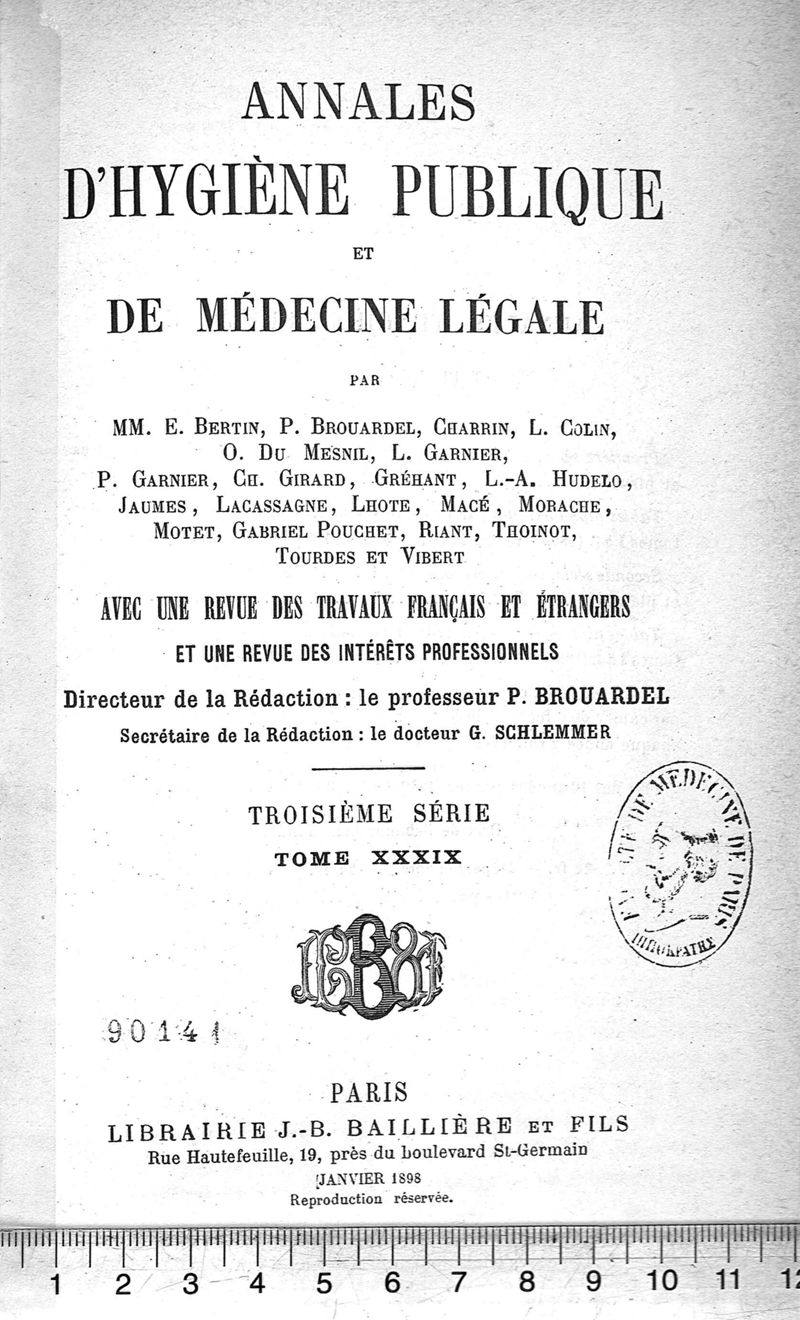 ANNALES
D'HYGIÈNE PUBLIQUE
ET
DE MÉDECINE LÉGALE
PAR
MM. E. BERTIN, P. BROUARDEL, CHARRIN, L. COLIN,
O. DU MESNIL, L. GARNIER,
P. GARNIER, CH. GIRARD, GRÉHANT, L.-A. HUDELO,
JAUMES, LACASSAGNE, LHOTE, MACÉ, MORACHE,
MOTET, GABRIEL POUCHET, RIANT, THOINOT,
TOURDES ET VIBERT
AVEC UNE REVUE DES TRAVAUX FRANÇAIS ET ÉTRANGERS
ET UNE REVUE DES INTÉRÊTS PROFESSIONNELS
Directeur de la Rédaction : le professeur P. BROUARDEL
Secrétaire de la Rédaction : le docteur G. SCHLEMMER
TROISIÈME SÉRIE
TOME XXXIX
DE MÉDECINE DE PARIS
90141
PARIS
LIBRAIRIE J.-B. BAILLIÈRE ET FILS
Rue Hautefeuille, 19, près du boulevard St-Germain
JANVIER 1898
Reproduction réservée.
1 2 3 4 5 6 7 8 9 10 11 12